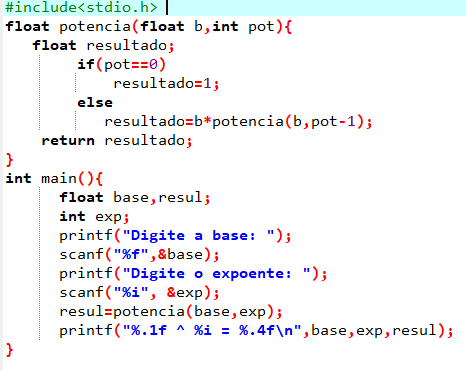 #include<stdio.h>
float potencia(float b,int pot){
   float resultado;
        if(pot==0)
            resultado=1;
        else
           resultado=b*potencia(b,pot-1);
    return resultado;
}
int main(){
      float base,resul;
      int exp;
      printf("Digite a base: ");
      scanf("%f",&base);
      printf("Digite o expoente: ");
      scanf("%i", &exp);
      resul=potencia(base,exp);
      printf("%.1f ^ %i = %.4f\n",base,exp,resul);
}